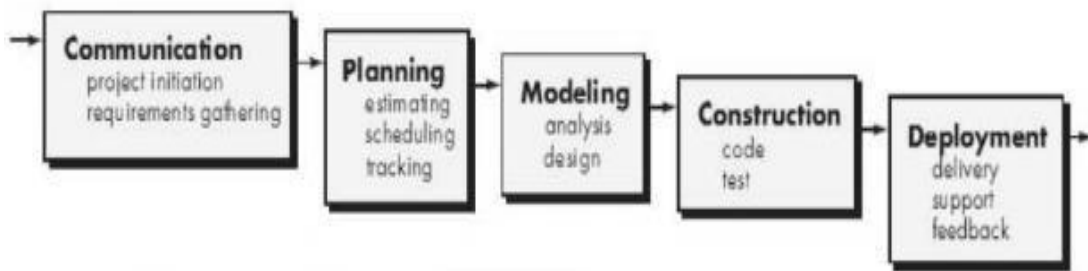 Communication
project initiation
requirements gathering
Planning
estimating
scheduling
tracking
Modeling
analysis
design
Construction
code
test
Deployment
delivery
support
feedback